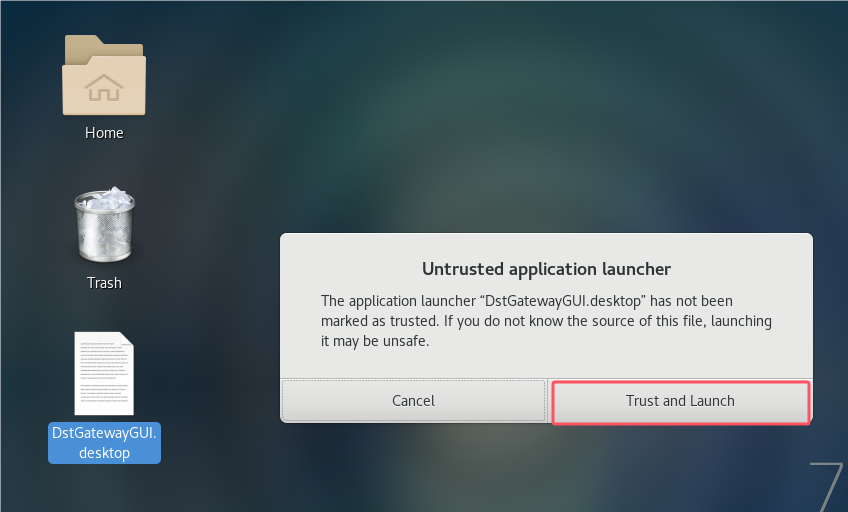 Home
Trash
DstGatewayGUI.
desktop
Untrusted application launcher
The application launcher “DstGatewayGUI.desktop” has not been
marked as trusted. If you do not know the source of this file, launching
it may be unsafe.
Cancel
Trust and Launch
7